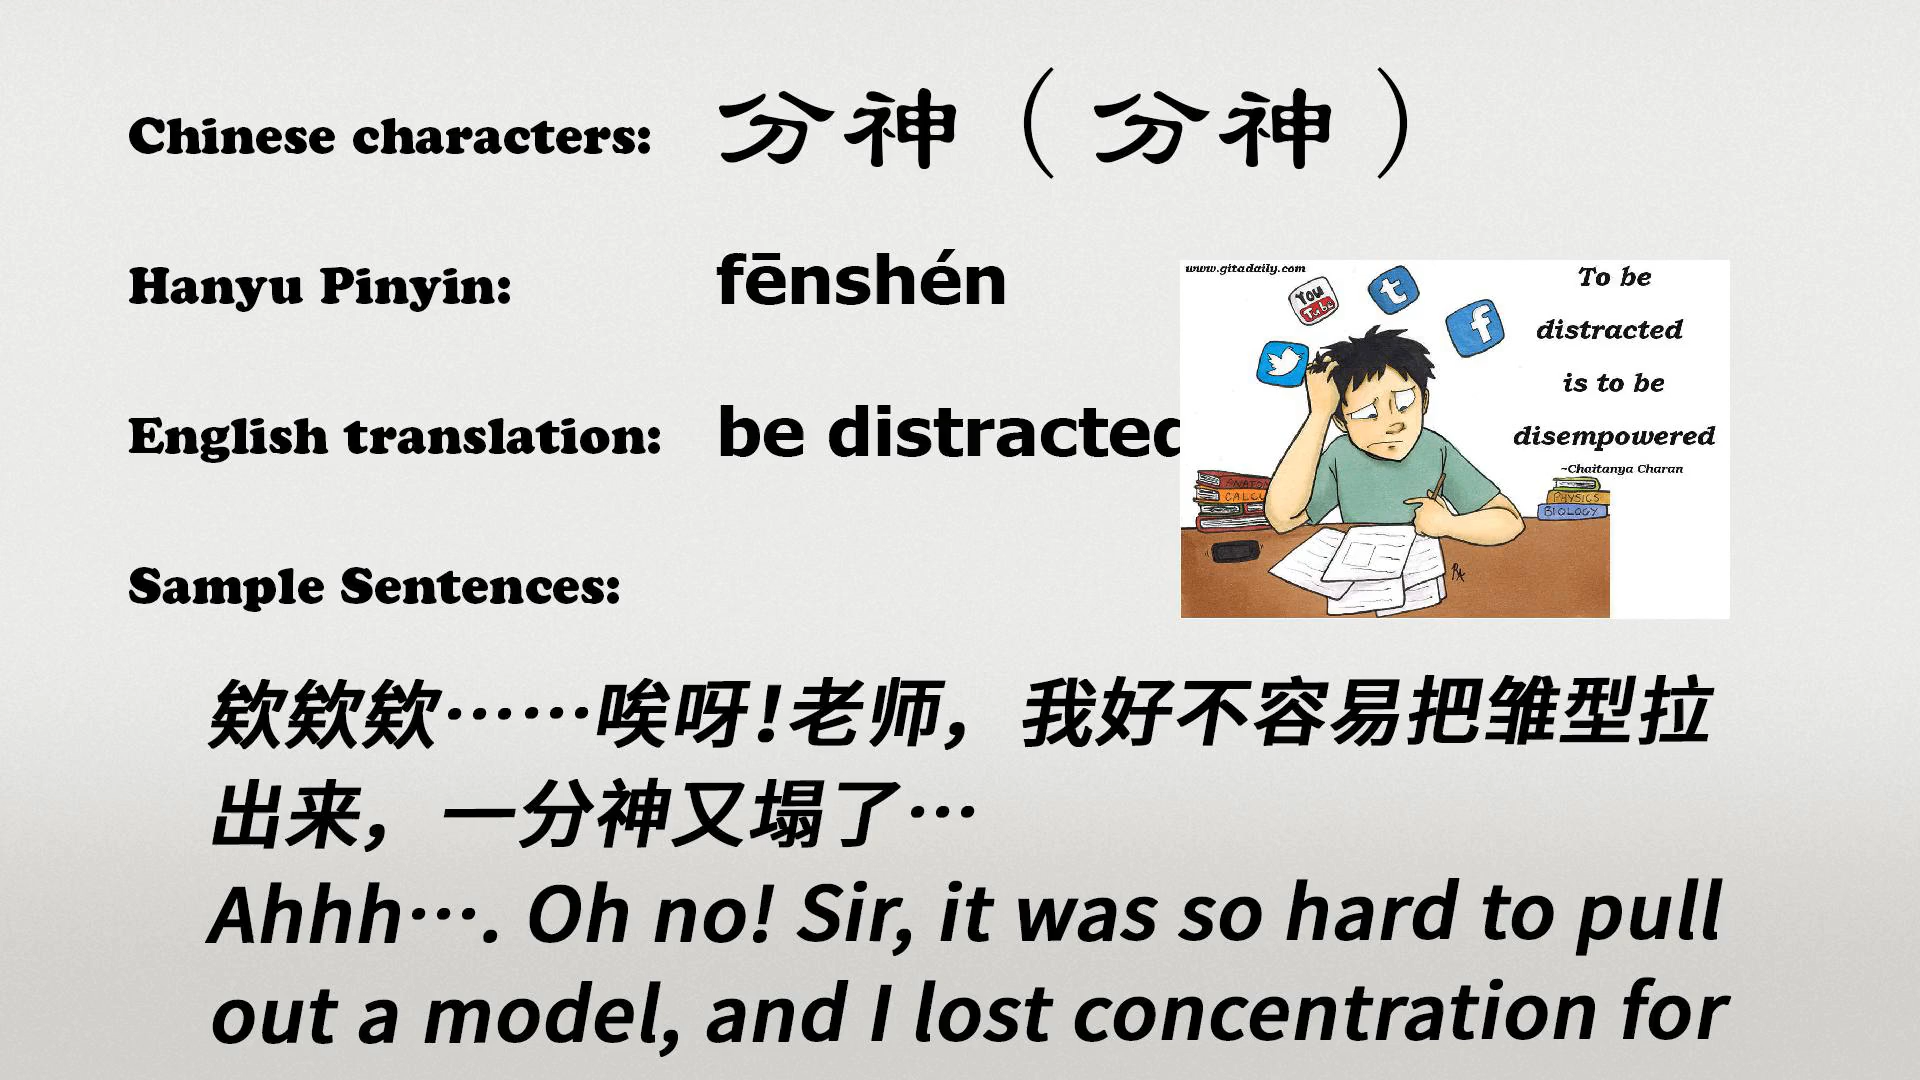 Chinese characters: 分神（分神）
Hanyu Pinyin: fēnshén
English translation: be distracted
www.gitadaily.com
You Tube
t
f
To be
distracted
is to be
disempowered
~Chaitanya Charan
PHYSICS
BIOLOGY
Sample Sentences:
欸欸欸……唉呀！老师，我好不容易把雏型拉
出来，一分神又塌了…
Ahhh…. Oh no! Sir, it was so hard to pull
out a model, and I lost concentration for